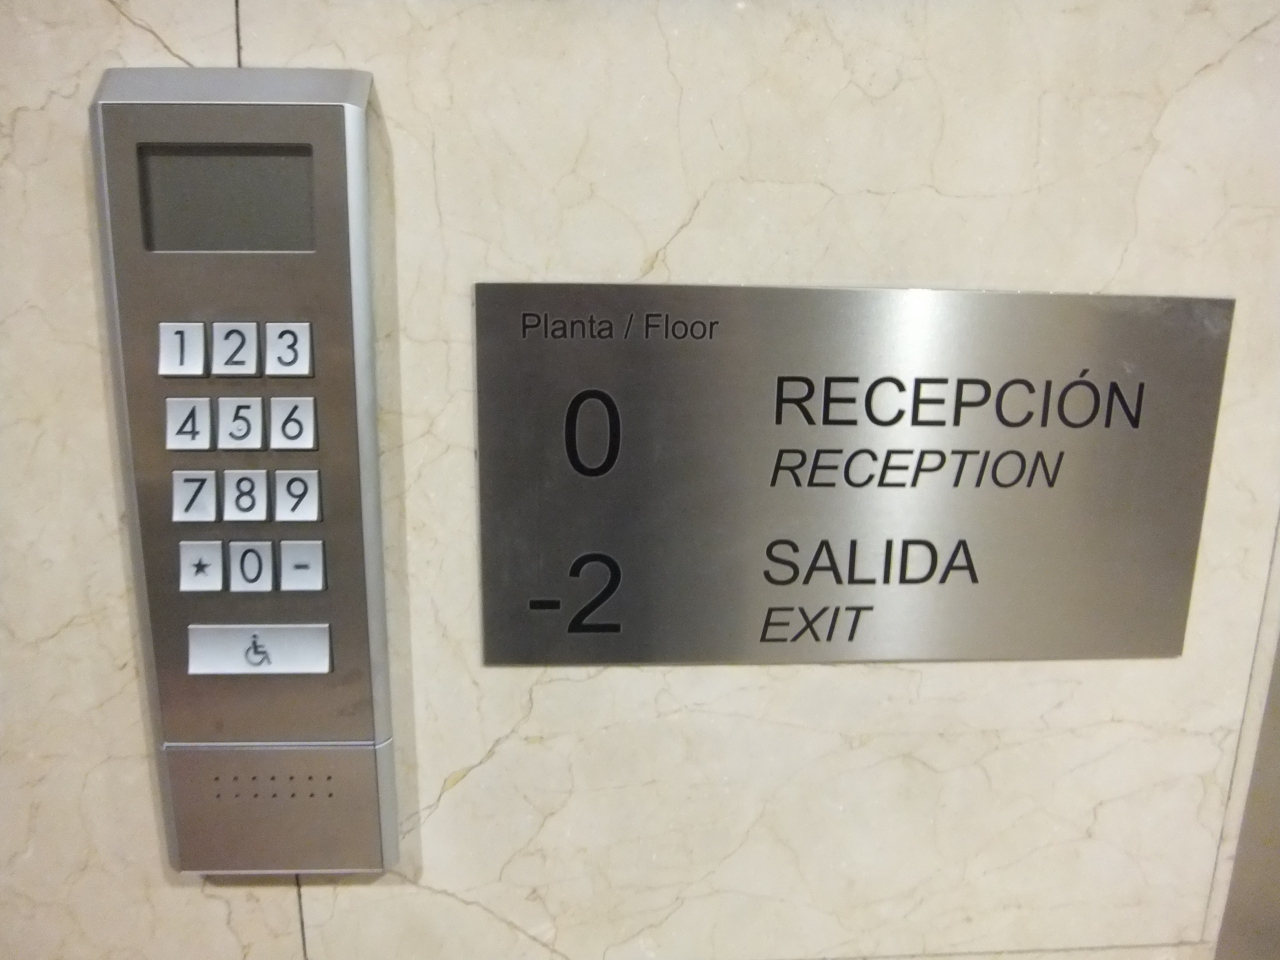 1 2 3
4 5 6
7 8 9
★ 0 -
Planta / Floor
0 RECEPCIÓN
RECEPTION
-2 SALIDA
EXIT